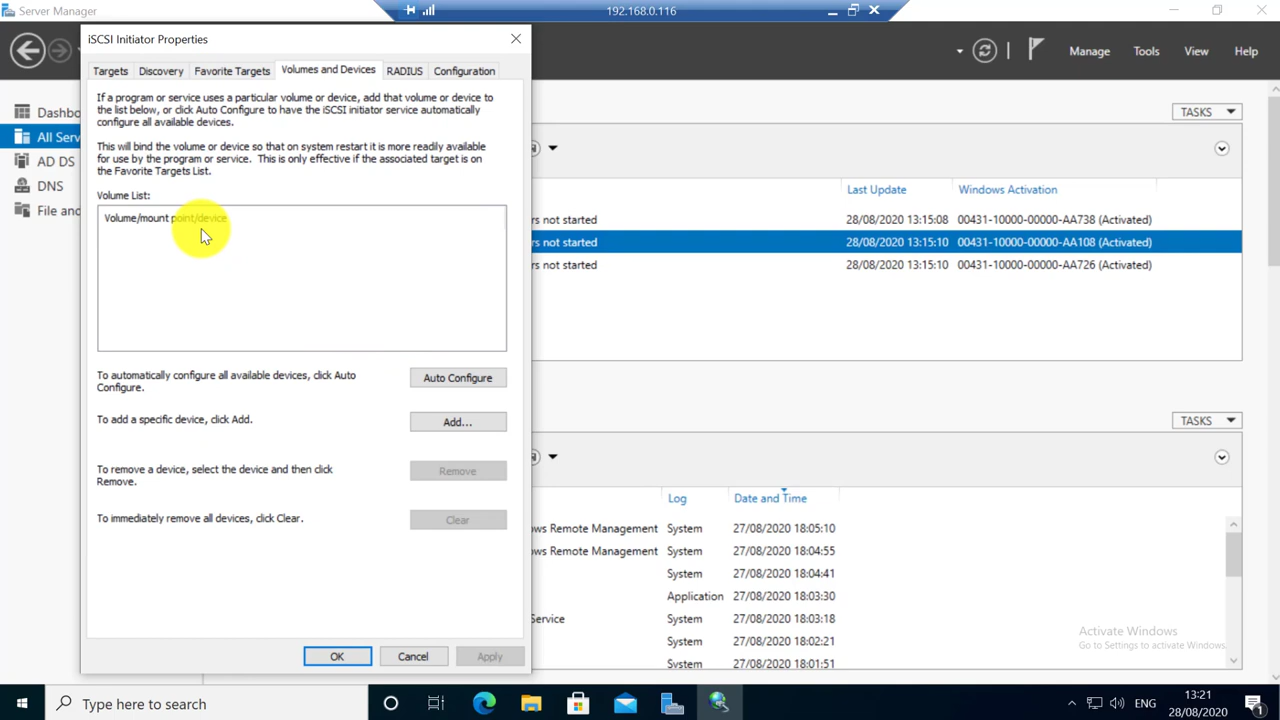 Server Manager
192.168.0.116
Manage
Tools
View
Help
iSCSI Initiator Properties
Targets
Discovery
Favorite Targets
Volumes and Devices
RADIUS
Configuration
If a program or service uses a particular volume or device, add that volume or device to
the list below, or click Auto Configure to have the iSCSI initiator service automatically
configure all available devices.
This will bind the volume or device so that on system restart it is more readily available
for use by the program or service. This is only effective if the associated target is on
the Favorite Targets List.
Volume List:
Volume/mount point/device
To automatically configure all available devices, click Auto
Configure.
Auto Configure
To add a specific device, click Add.
Add...
To remove a device, select the device and then click
Remove.
Remove
To immediately remove all devices, click Clear.
Clear
OK
Cancel
Apply
Dashbo
All Serv
AD DS
DNS
File and
TASKS
Last Update
Windows Activation
rs not started
28/08/2020 13:15:08
00431-10000-00000-AA738 (Activated)
rs not started
28/08/2020 13:15:10
00431-10000-00000-AA108 (Activated)
rs not started
28/08/2020 13:15:10
00431-10000-00000-AA726 (Activated)
TASKS
Log
Date and Time
ows Remote Management
System
27/08/2020 18:05:10
ows Remote Management
System
27/08/2020 18:04:55
System
27/08/2020 18:04:41
Application
27/08/2020 18:03:30
Service
System
27/08/2020 18:03:18
System
27/08/2020 18:02:21
System
27/08/2020 18:01:51
Activate Windows
Go to Settings to activate Windows.
Type here to search
ENG
13:21
28/08/2020
1